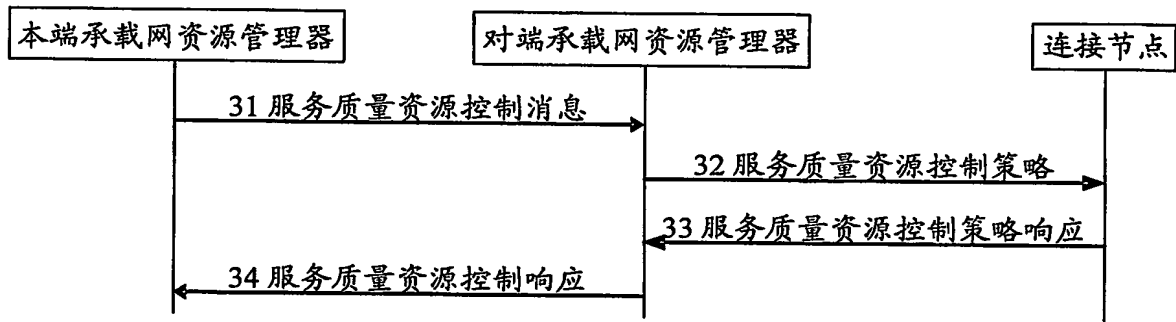 本端承载网资源管理器
对端承载网资源管理器
连接节点
31 服务质量资源控制消息
32 服务质量资源控制策略
33 服务质量资源控制策略响应
34 服务质量资源控制响应